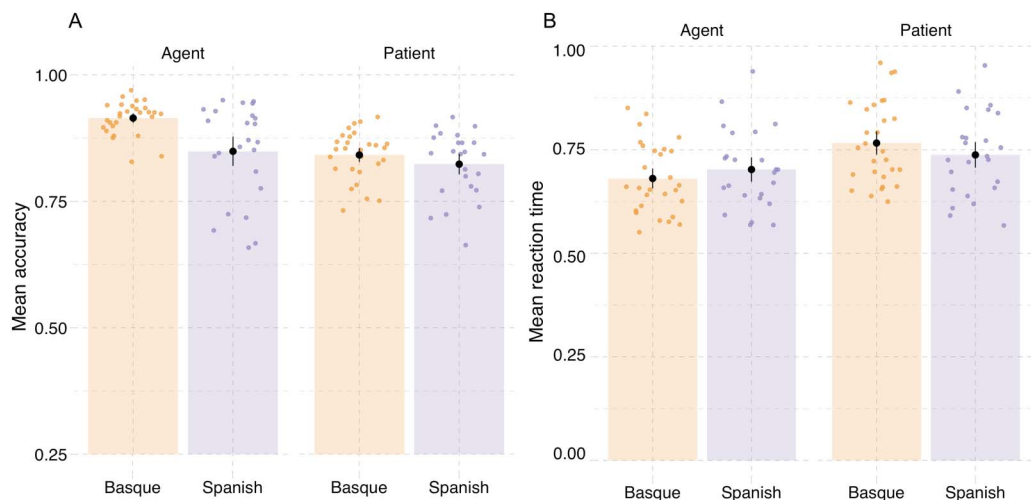 A
Agent
Patient
Mean accuracy
1.00
0.75
0.50
0.25
Basque
Spanish
Basque
Spanish
B
Agent
Patient
Mean reaction time
1.00
0.75
0.50
0.25
0.00
Basque
Spanish
Basque
Spanish